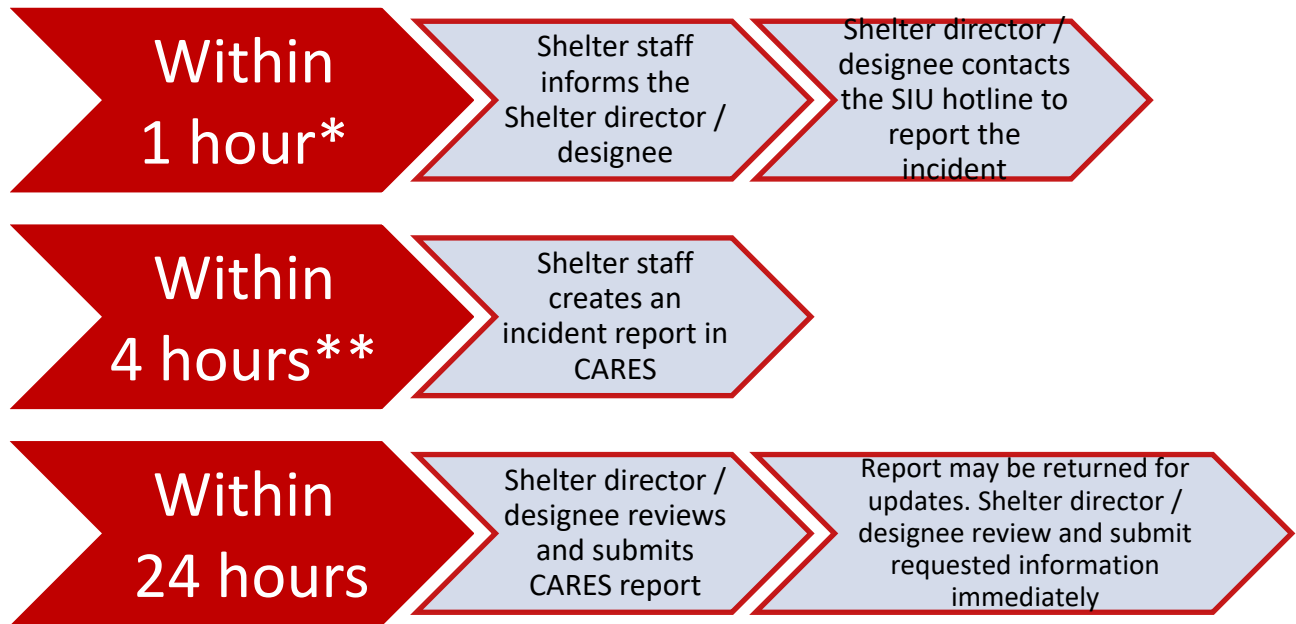 Within
1 hour*
Shelter staff
informs the
Shelter director /
designee
Shelter director /
designee contacts
the SIU hotline to
report the
incident
Within
4 hours**
Shelter staff
creates an
incident report in
CARES
Within
24 hours
Shelter director /
designee reviews
and submits
CARES report
Report may be returned for
updates. Shelter director /
designee review and submit
requested information
immediately